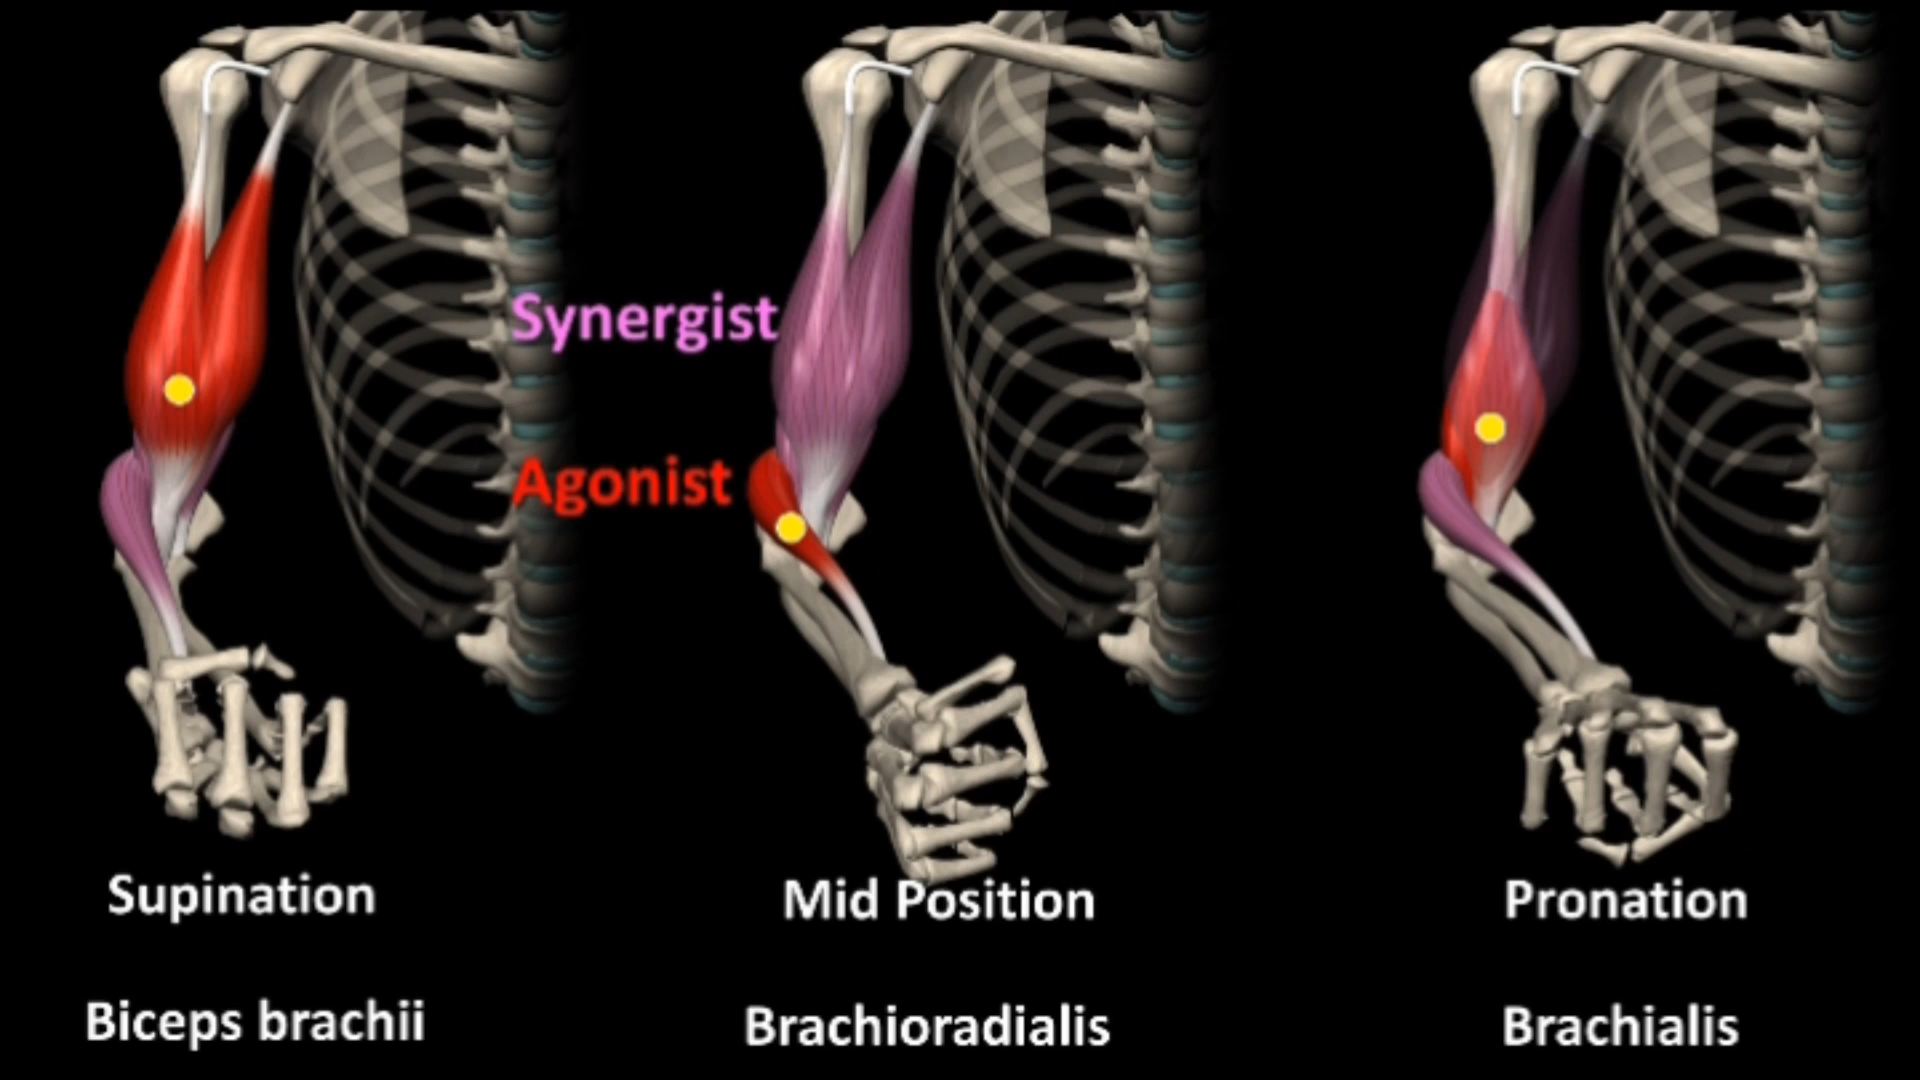 Synergist
Agonist
Supination
Mid Position
Pronation
Biceps brachii
Brachioradialis
Brachialis